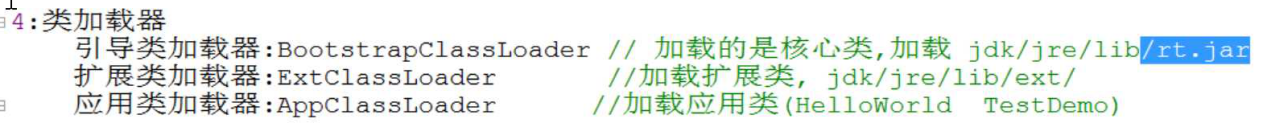 4:类加载器
引导类加载器:BootstrapClassLoader // 加载的是核心类,加载 jdk/jre/lib/rt.jar
扩展类加载器:ExtClassLoader //加载扩展类, jdk/jre/lib/ext/
应用类加载器:AppClassLoader //加载应用类(HelloWorld TestDemo)